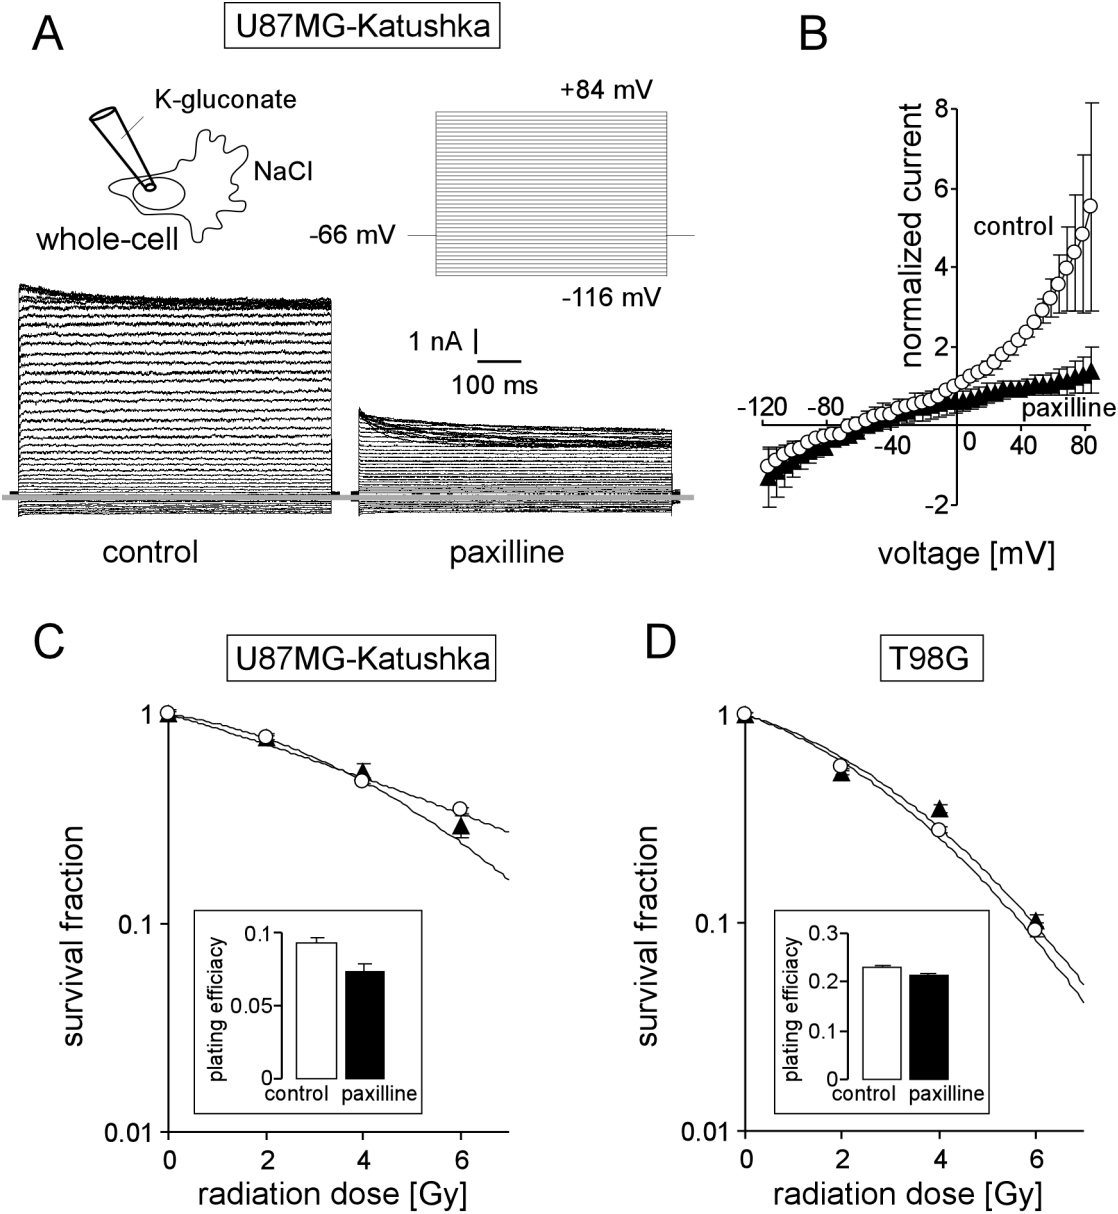 A
U87MG-Katushka
K-gluconate
NaCl
whole-cell
+84 mV
-66 mV
-116 mV
1 nA
100 ms
control
paxilline
B
normalized current
8
6
4
2
-2
control
paxilline
-120
-80
-40
0
40
80
voltage [mV]
C
U87MG-Katushka
survival fraction
1
0.1
0.01
plating efficiacy
0.1
0.05
0
control
paxilline
0
2
4
6
radiation dose [Gy]
D
T98G
survival fraction
1
0.1
0.01
plating efficiacy
0.3
0.2
0.1
0
control
paxilline
0
2
4
6
radiation dose [Gy]